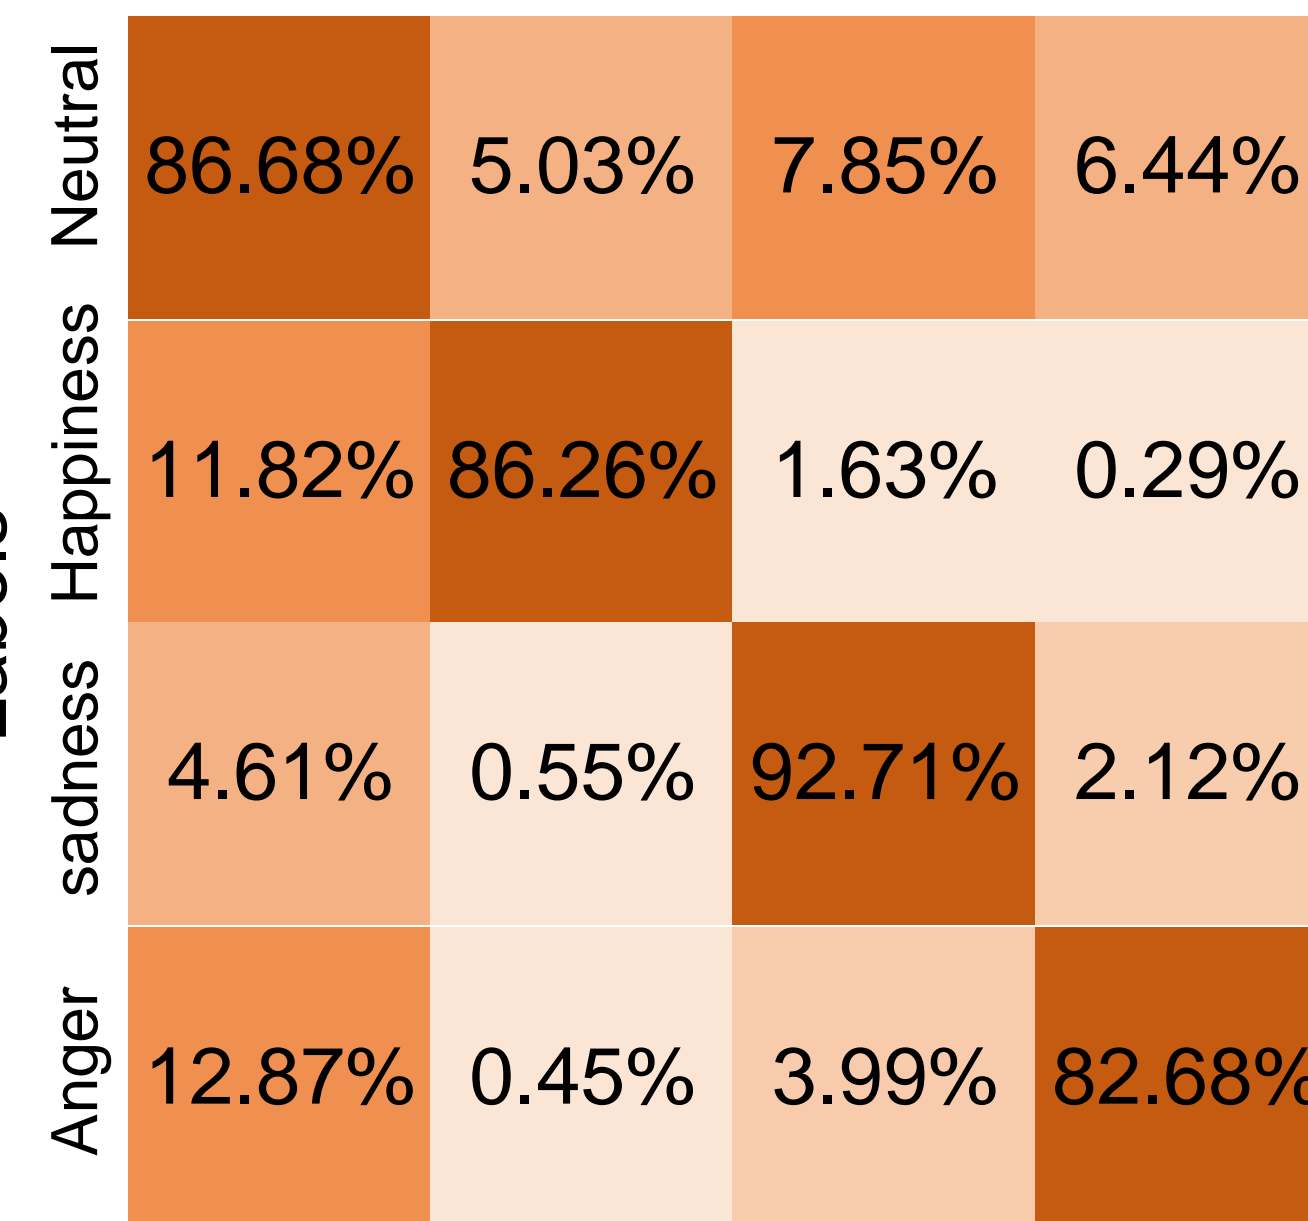 Neutral 86.68% 5.03% 7.85% 6.44%
Happiness 11.82% 86.26% 1.63% 0.29%
sadness 4.61% 0.55% 92.71% 2.12%
Anger 12.87% 0.45% 3.99% 82.68%